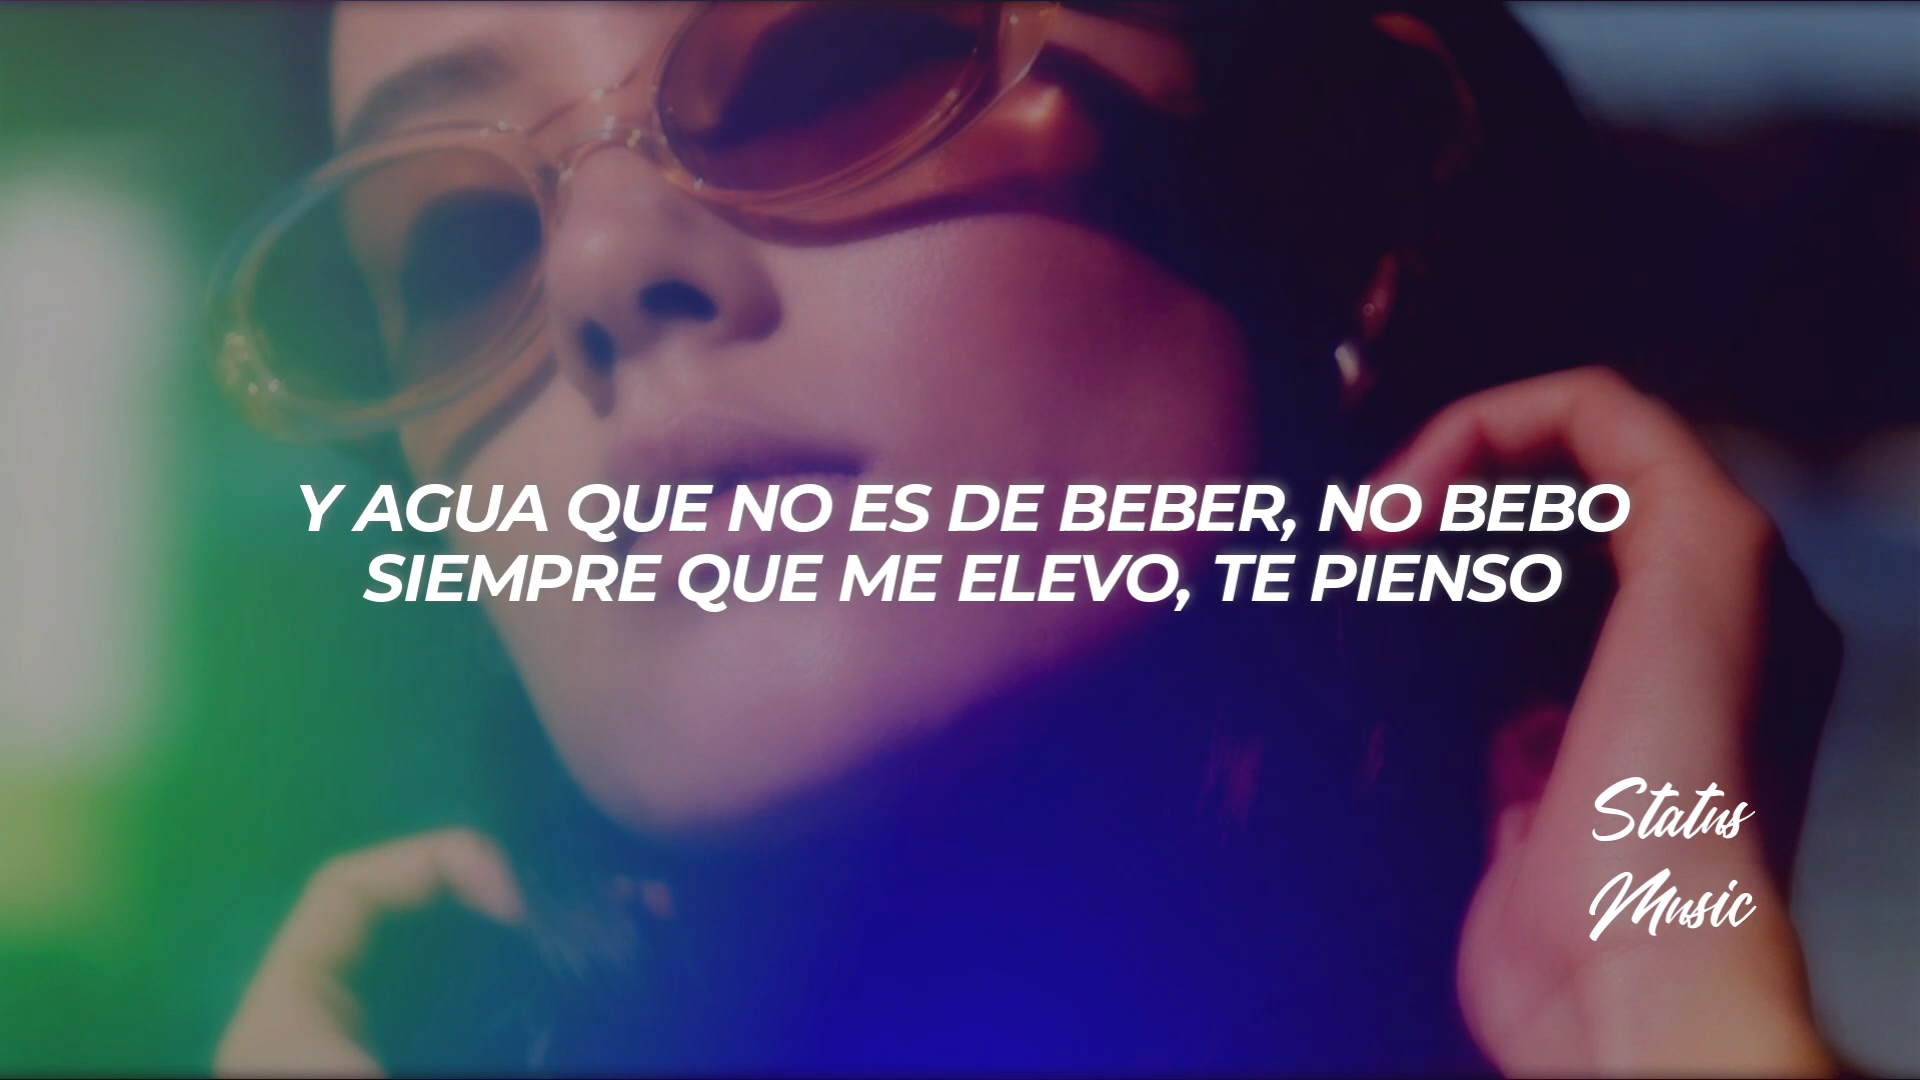 Y AGUA QUE NO ES DE BEBER, NO BEBO
SIEMPRE QUE ME ELEVO, TE PIENSO
Status
Music